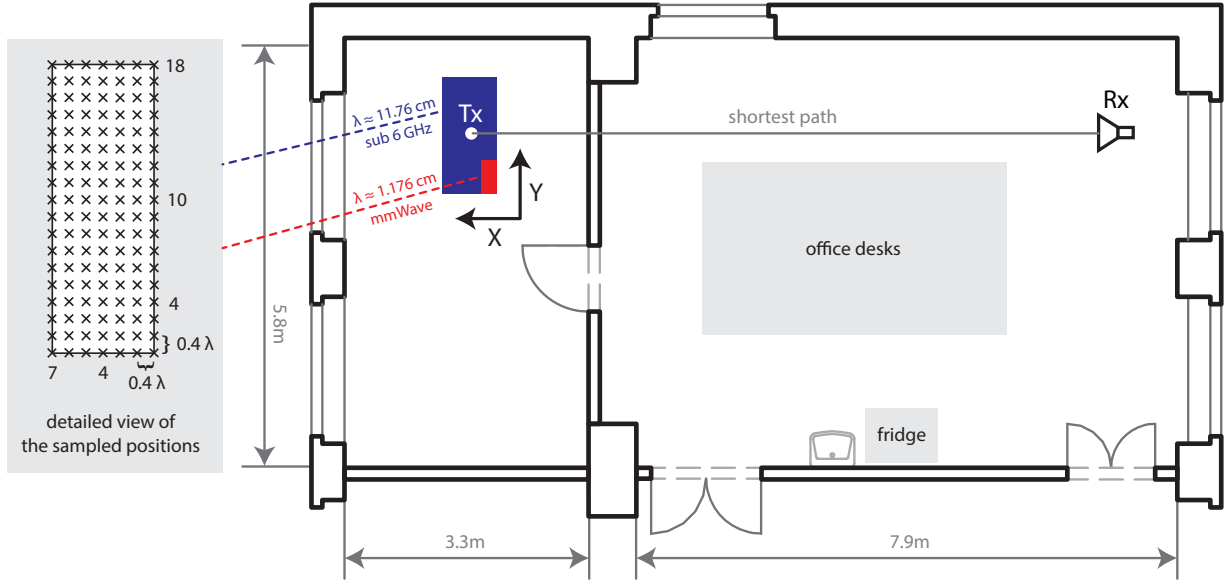 18
10
4
} 0.4 λ
7
4
0.4 λ
detailed view of
the sampled positions
λ ≈ 11.76 cm
sub 6 GHz
λ ≈ 1.176 cm
mmWave
Tx
Y
X
5.8m
shortest path
Rx
office desks
fridge
3.3m
7.9m